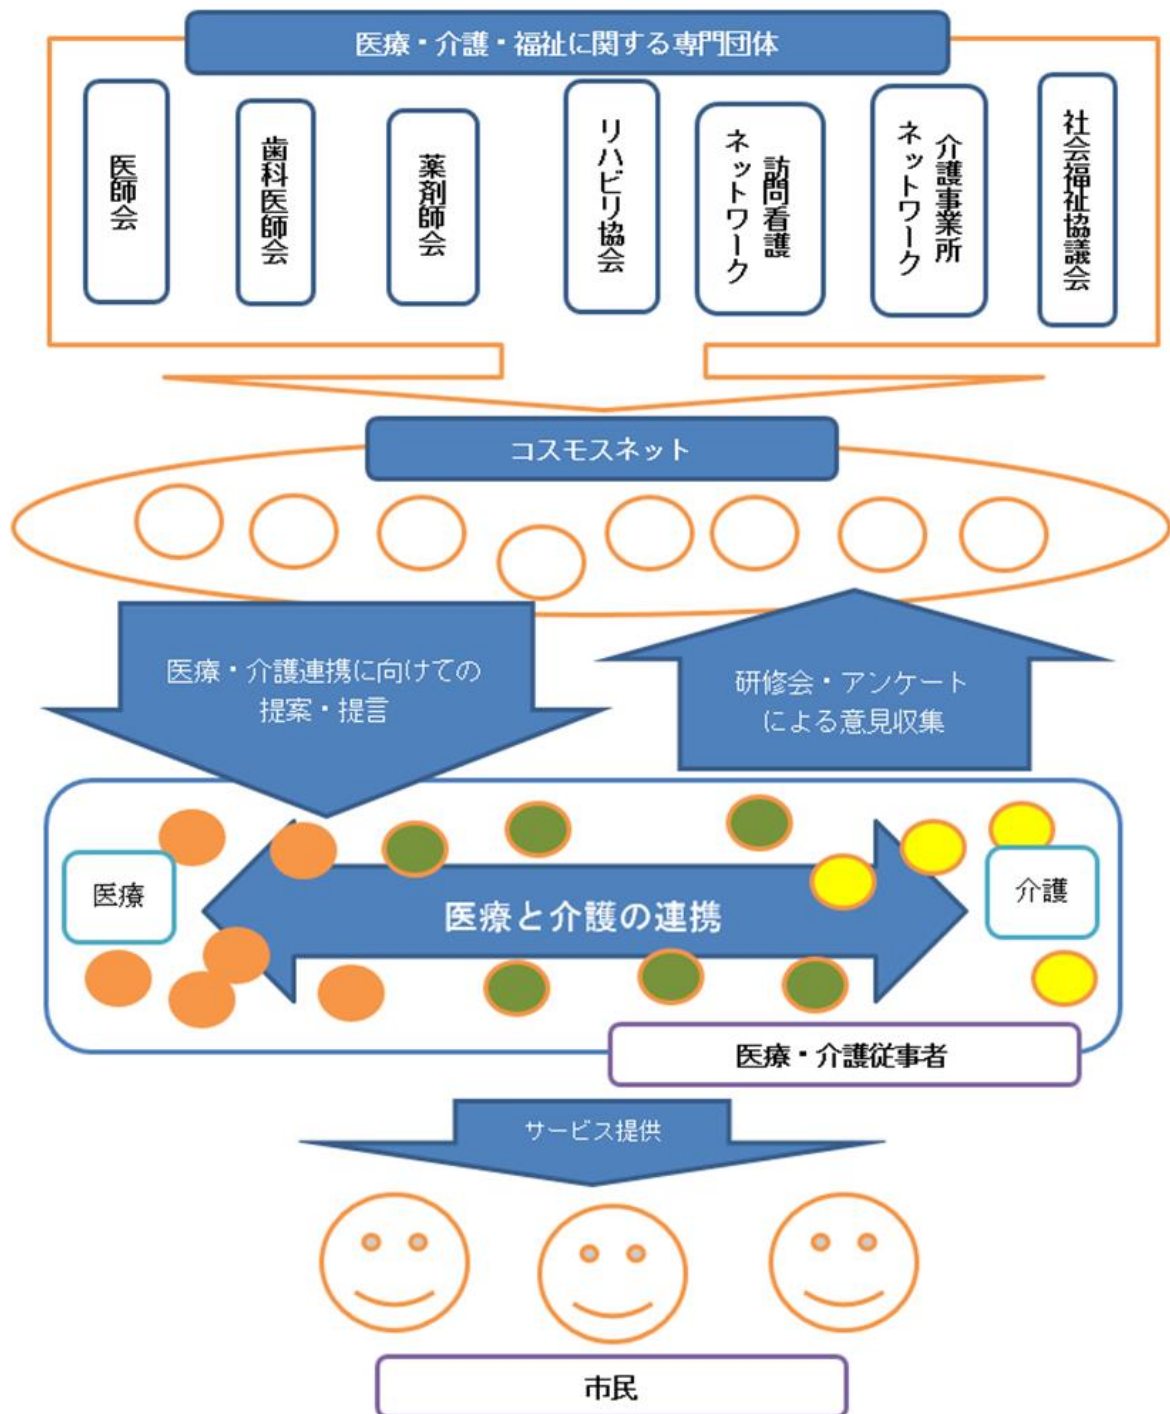 医療・介護・福祉に関する専門団体
医師会
歯科医師会
薬剤師会
リハビリ協会
訪問看護
ネットワーク
介護事業所
ネットワーク
社会福祉協議会
コスモスネット
医療・介護連携に向けての
提案・提言
研修会・アンケート
による意見収集
医療
医療と介護の連携
介護
医療・介護従事者
サービス提供
市民